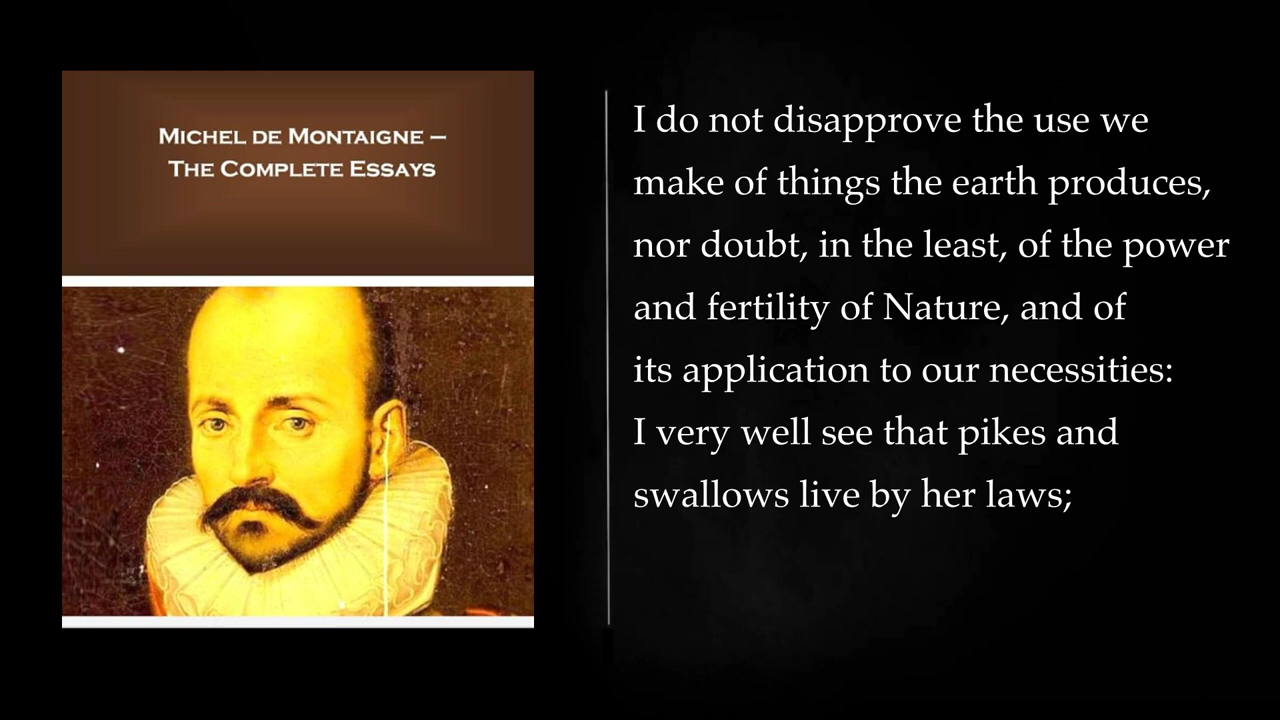 MICHEL DE MONTAIGNE –
THE COMPLETE ESSAYS
I do not disapprove the use we
make of things the earth produces,
nor doubt, in the least, of the power
and fertility of Nature, and of
its application to our necessities:
I very well see that pikes and
swallows live by her laws;